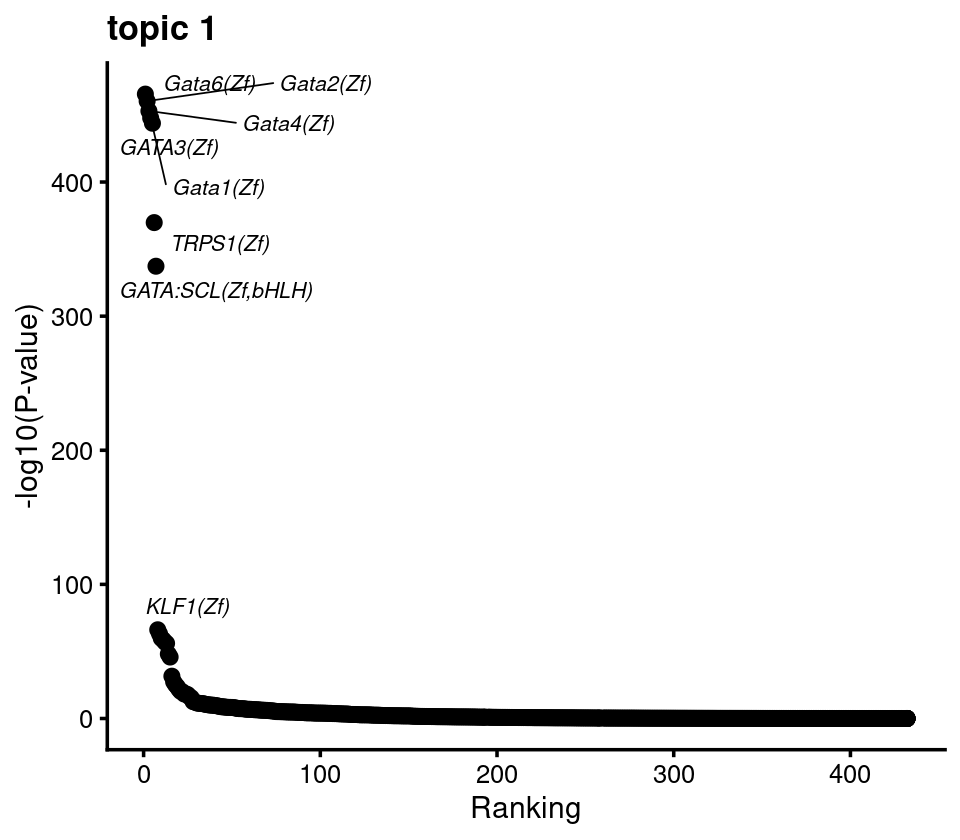 topic 1
Gata6(Zf)
Gata2(Zf)
Gata4(Zf)
GATA3(Zf)
Gata1(Zf)
TRPS1(Zf)
GATA:SCL(Zf,bHLH)
KLF1(Zf)
-log10(P-value)
400
300
200
100
0
0
100
200
300
400
Ranking